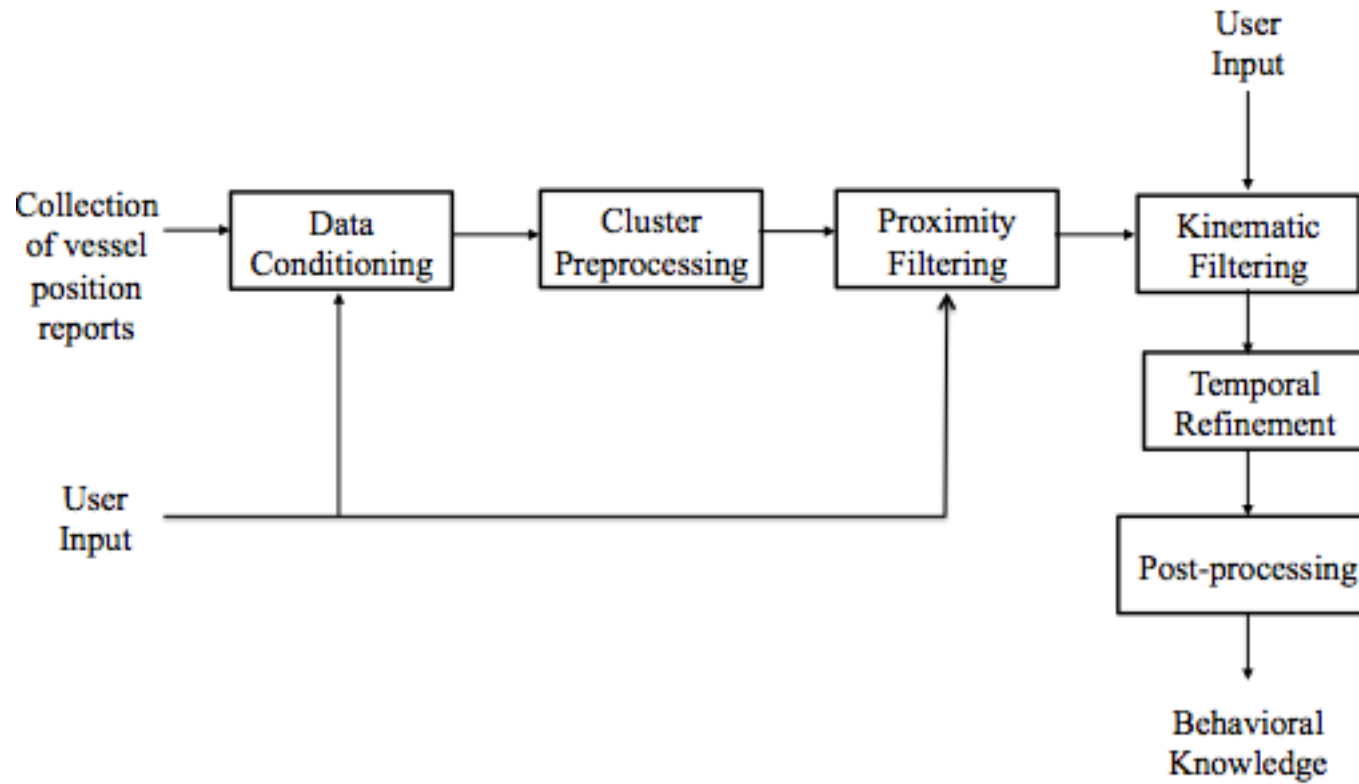 User
Input
Collection
of vessel
position
reports
Data
Conditioning
Cluster
Preprocessing
Proximity
Filtering
Kinematic
Filtering
Temporal
Refinement
User
Input
Post-processing
Behavioral
Knowledge